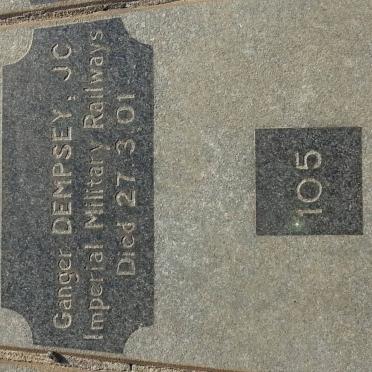 Ganger DEMPSEY, JC
Imperial Military Railways
Died 27.3.01
105